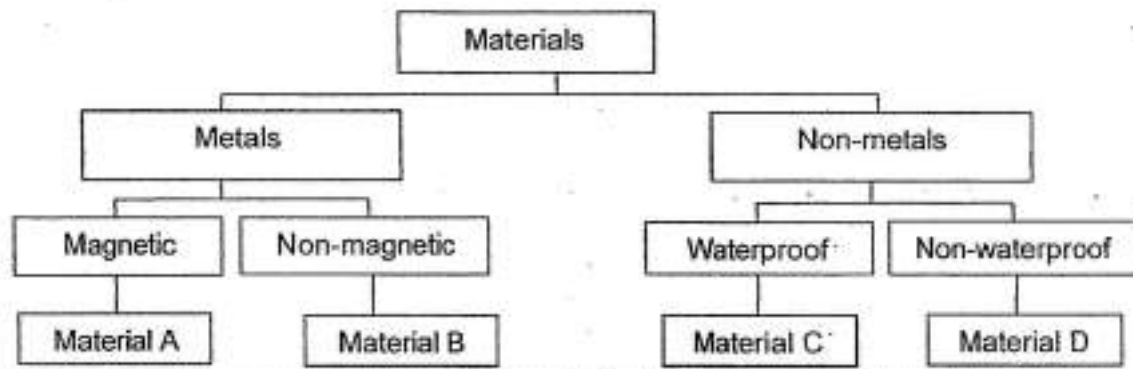 Materials
Metals
Non-metals
Magnetic
Non-magnetic
Waterproof
Non-waterproof
Material A
Material B
Material C
Material D